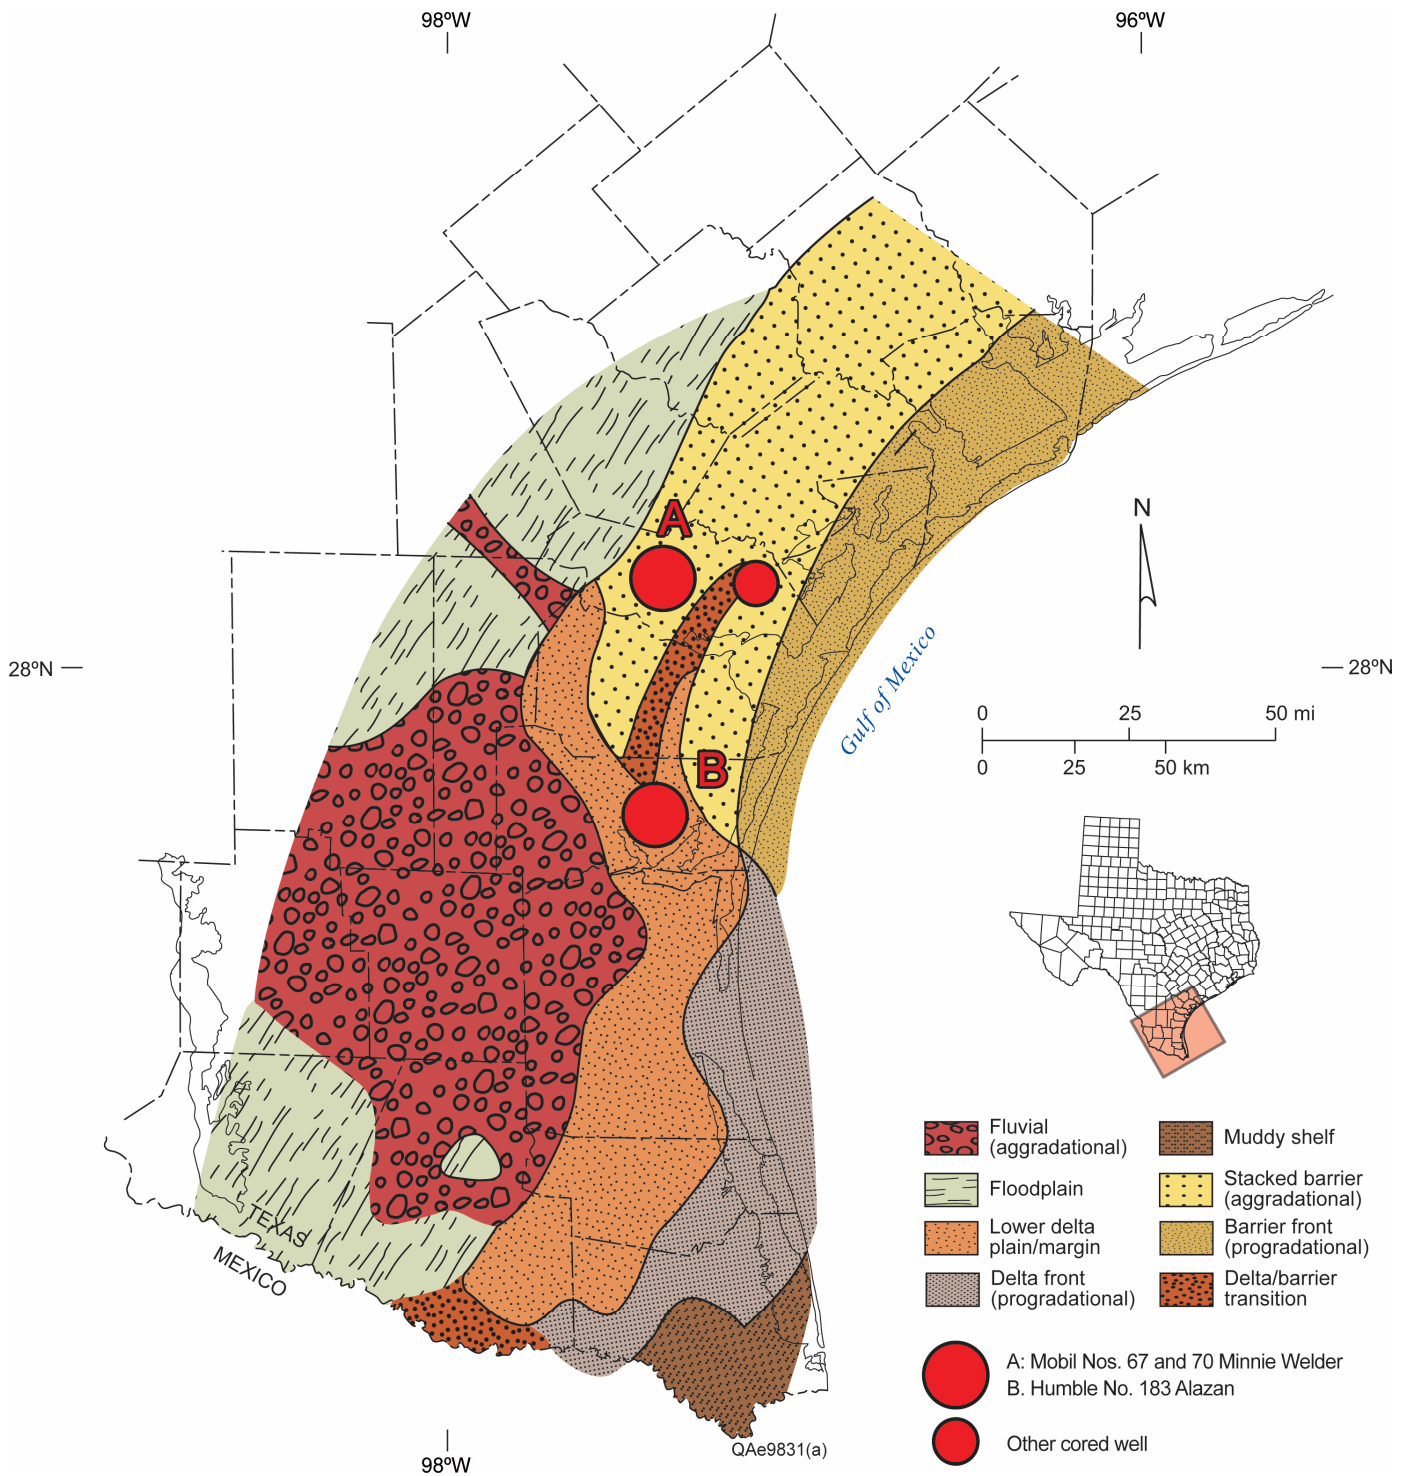 98ºW
96ºW
A
N
28ºN
28ºN
Gulf of Mexico
0
25
50 mi
0
25
50 km
B
TEXAS
MEXICO
Fluvial
(aggradational)
Floodplain
Lower delta
plain/margin
Delta front
(progradational)
Muddy shelf
Stacked barrier
(aggradational)
Barrier front
(progradational)
Delta/barrier
transition
A: Mobil Nos. 67 and 70 Minnie Welder
B. Humble No. 183 Alazan
Other cored well
QAe9831(a)
98ºW